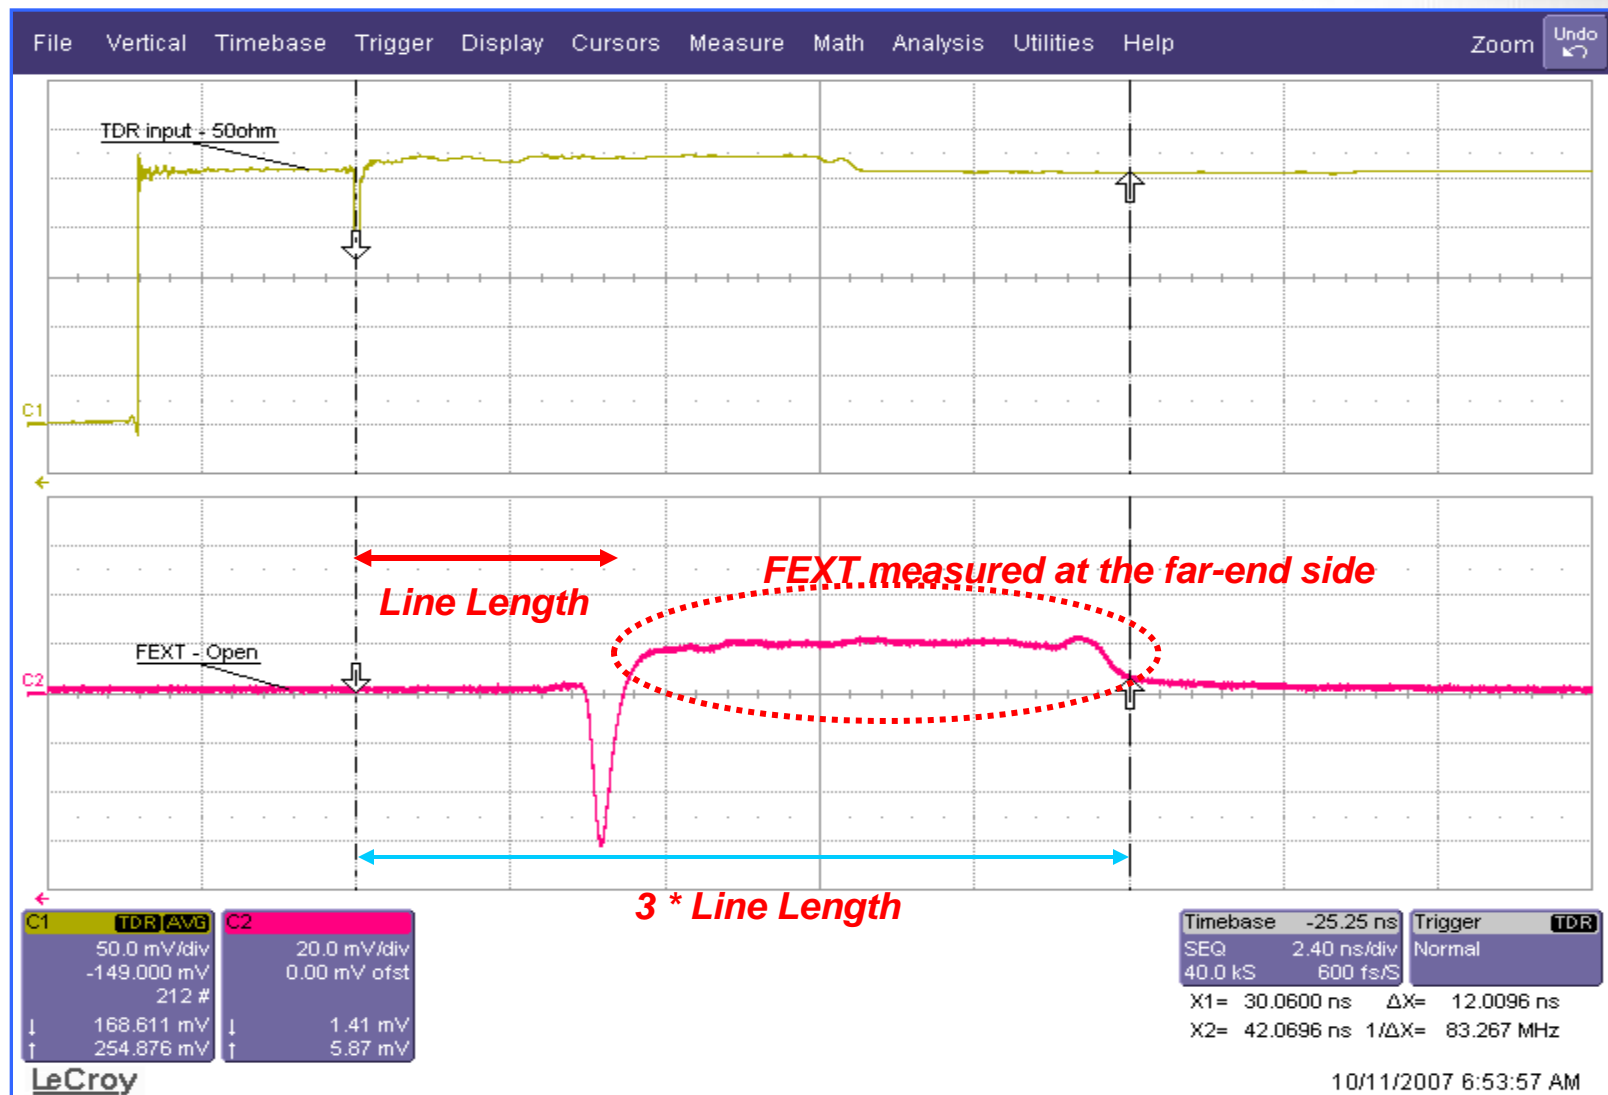 File Vertical Timebase Trigger Display Cursors Measure Math Analysis Utilities Help Zoom Undo
TDR input - 50ohm
C1
FEXT measured at the far-end side
Line Length
FEXT - Open
C2
3 * Line Length
C1 TDR AVG
50.0 mV/div
-149.000 mV
212 #
↓ 168.611 mV
↑ 254.876 mV
C2
20.0 mV/div
0.00 mV ofst
↓ 1.41 mV
↑ 5.87 mV
Timebase -25.25 ns
SEQ 2.40 ns/div
40.0 kS 600 fs/S
Trigger TDR
Normal
X1= 30.0600 ns ΔX= 12.0096 ns
X2= 42.0696 ns 1/ΔX= 83.267 MHz
LeCroy
10/11/2007 6:53:57 AM